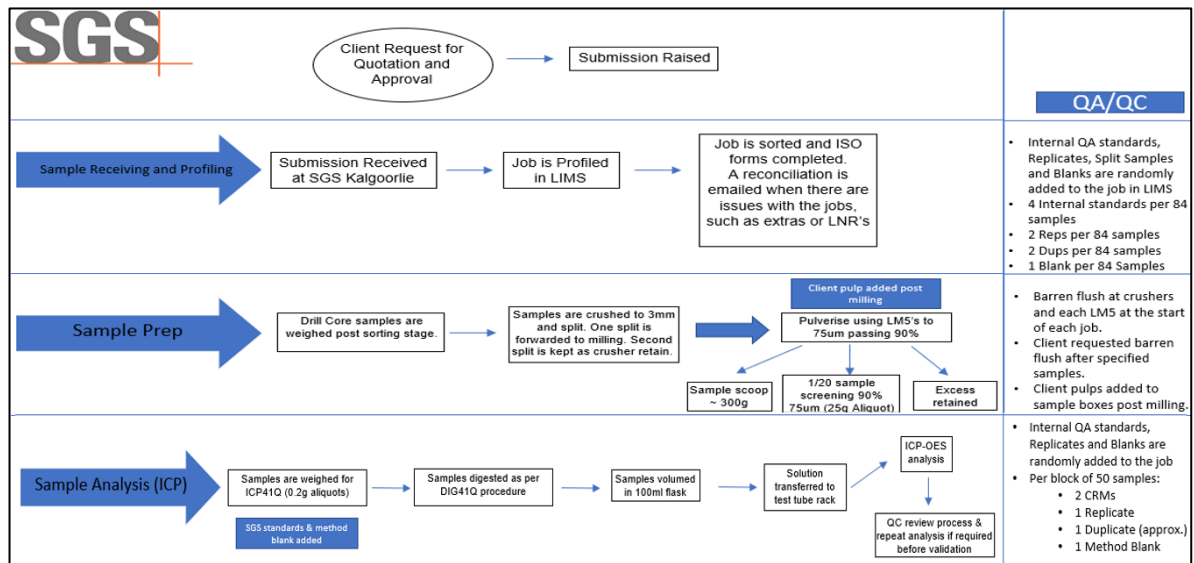 SGS
Client Request for
Quotation and
Approval
Submission Raised
QA/QC
Sample Receiving and Profiling
Submission Received
at SGS Kalgoorlie
Job is Profiled
in LIMS
Job is sorted and ISO
forms completed.
A reconciliation is
emailed when there are
issues with the jobs,
such as extras or LNR's
• Internal QA standards,
Replicates, Split Samples
and Blanks are randomly
added to the job in LIMS
• 4 Internal standards per 84
samples
• 2 Reps per 84 samples
• 2 Dups per 84 samples
• 1 Blank per 84 Samples
Sample Prep
Drill Core samples are
weighed post sorting stage.
Samples are crushed to 3mm
and split. One split is
forwarded to milling. Second
split is kept as crusher retain.
Client pulp added post
milling
Pulverise using LM5's to
75um passing 90%
Sample scoop
~ 300g
1/20 sample
screening 90%
75um (25g Aliquot)
Excess
retained
• Barren flush at crushers
and each LM5 at the start
of each job.
• Client requested barren
flush after specified
samples.
• Client pulps added to
sample boxes post milling.
Sample Analysis (ICP)
Samples are weighed for
ICP41Q (0.2g aliquots)
SGS standards & method
blank added
Samples digested as per
DIG41Q procedure
Samples volumed
in 100ml flask
Solution
transferred to
test tube rack
ICP-OES
analysis
QC review process &
repeat analysis if required
before validation
• Internal QA standards,
Replicates and Blanks are
randomly added to the job
• Per block of 50 samples:
• 2 CRMs
• 1 Replicate
• 1 Duplicate (approx.)
• 1 Method Blank